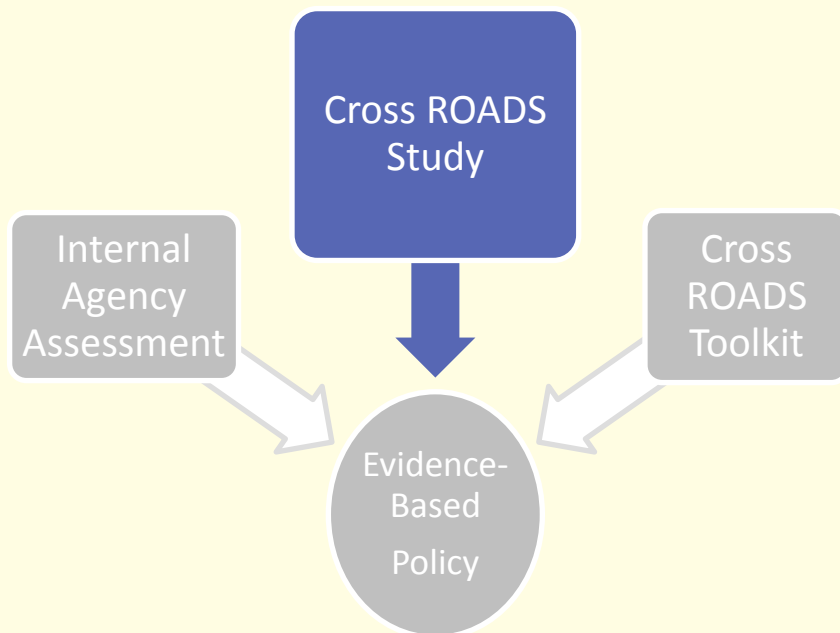 Cross ROADS
Study
Internal
Agency
Assessment
Cross
ROADS
Toolkit
Evidence-
Based
Policy